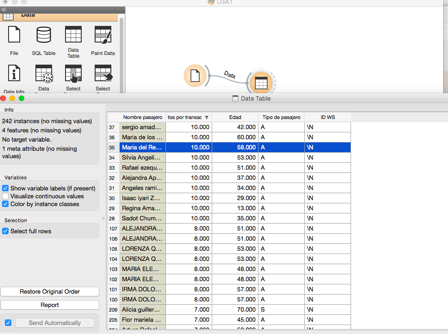 Data
File
SQL Table
Data
Table
Paint Data
Data Info
Data
Select
Select
Data
Data Table
Info
242 instances (no missing values)
4 features (no missing values)
No target variable.
1 meta attribute (no missing
values)
Variables
Show variable labels (if present)
Visualize continuous values
Color by instance classes
Selection
Select full rows
Restore Original Order
Report
Send Automatically
Nombre pasajero tos por transac Edad Tipo de pasajero ID WS
37 sergio amad... 10.000 42.000 A \N
36 Maria de los ... 10.000 60.000 A \N
35 Maria del Re... 10.000 58.000 A \N
34 Silvia Angeli... 10.000 53.000 A \N
33 Rafael ezequ... 10.000 51.000 A \N
32 Alejandra Ap... 10.000 37.000 A \N
31 Angeles rami... 10.000 34.000 A \N
30 Isaac iyari Z... 10.000 29.000 A \N
29 Regina Ama... 10.000 13.000 A \N
28 Sadot Chum... 10.000 35.000 A \N
107 ALEJANDRA... 8.000 51.000 A \N
106 ALEJANDRA... 8.000 51.000 A \N
105 LORENZA Q... 8.000 53.000 A \N
104 LORENZA Q... 8.000 53.000 A \N
103 MARIA ELE... 8.000 48.000 A \N
102 MARIA ELE... 8.000 48.000 A \N
101 IRMA DOLO... 8.000 57.000 A \N
100 IRMA DOLO... 8.000 57.000 A \N
206 Alicia guiller... 7.000 70.000 S \N
205 Flor mariela ... 7.000 45.000 A \N